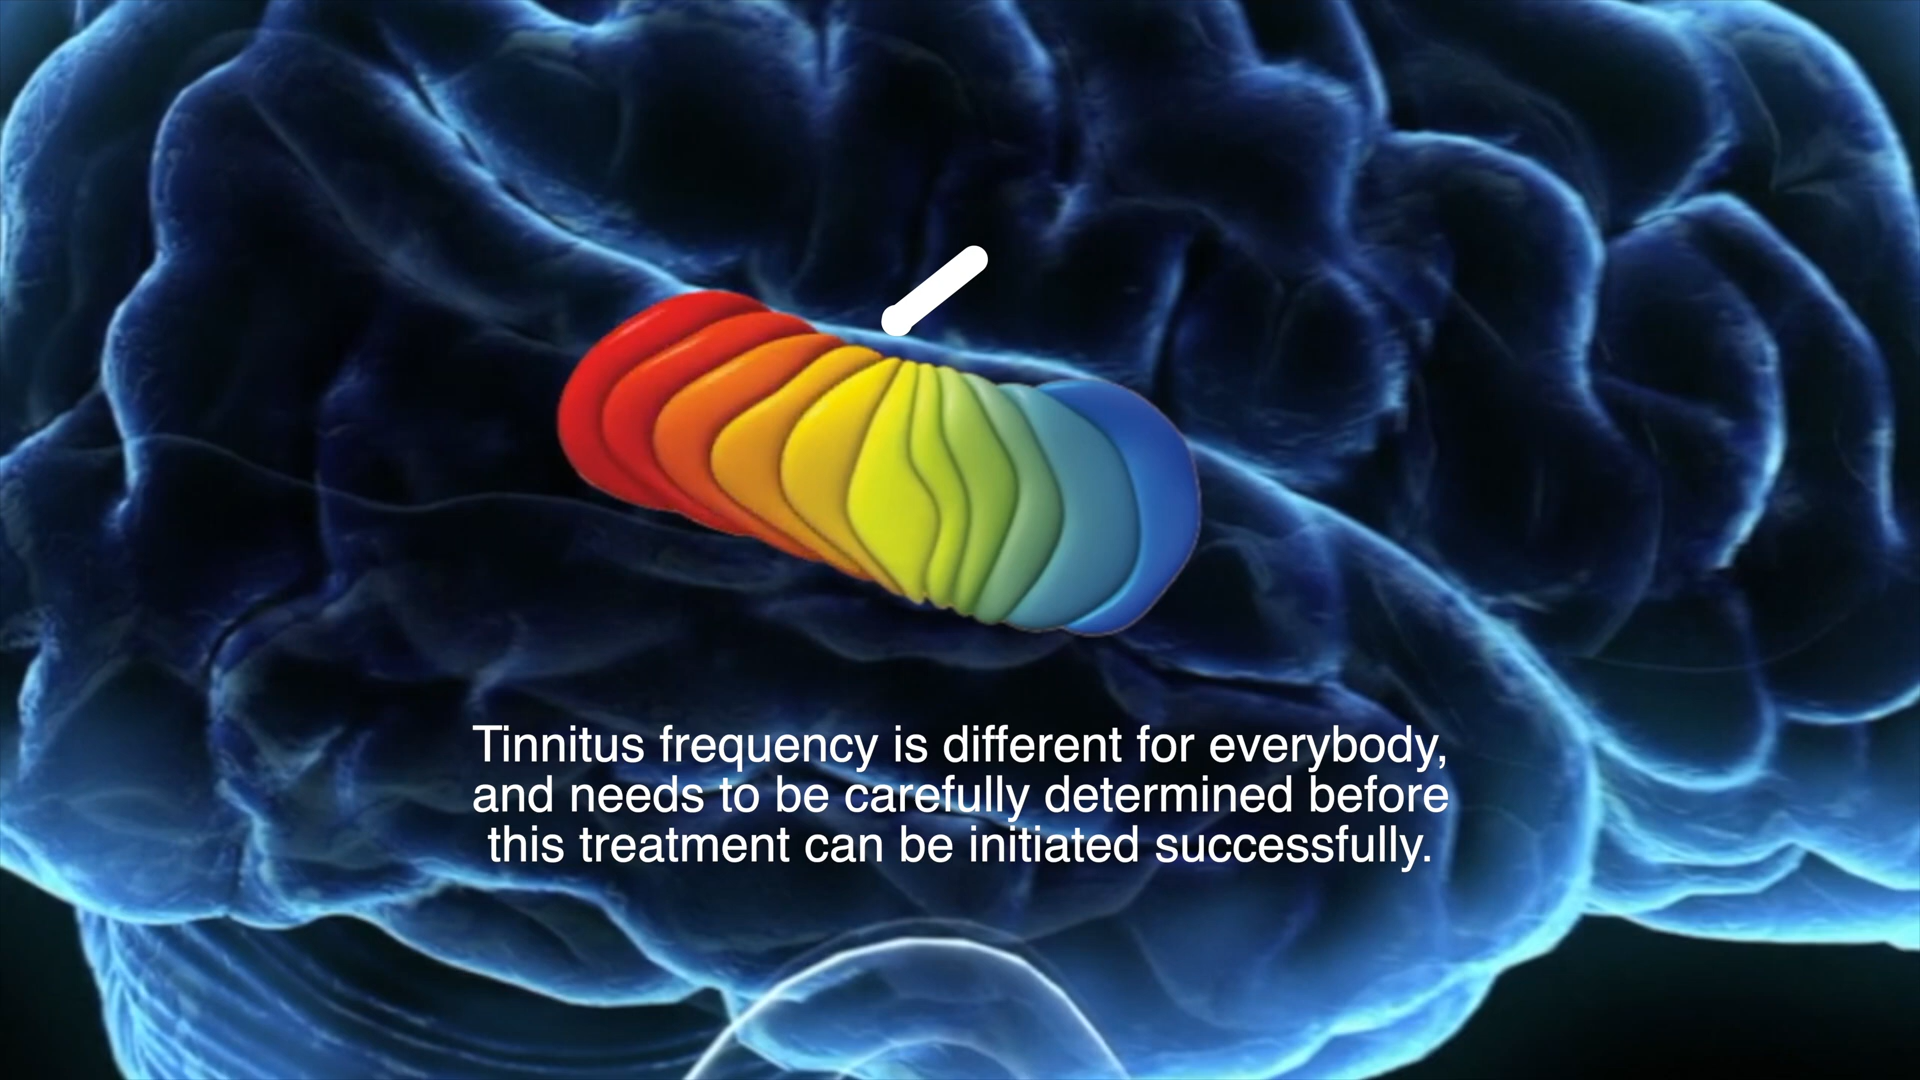 Tinnitus frequency is different for everybody,
and needs to be carefully determined before
this treatment can be initiated successfully.